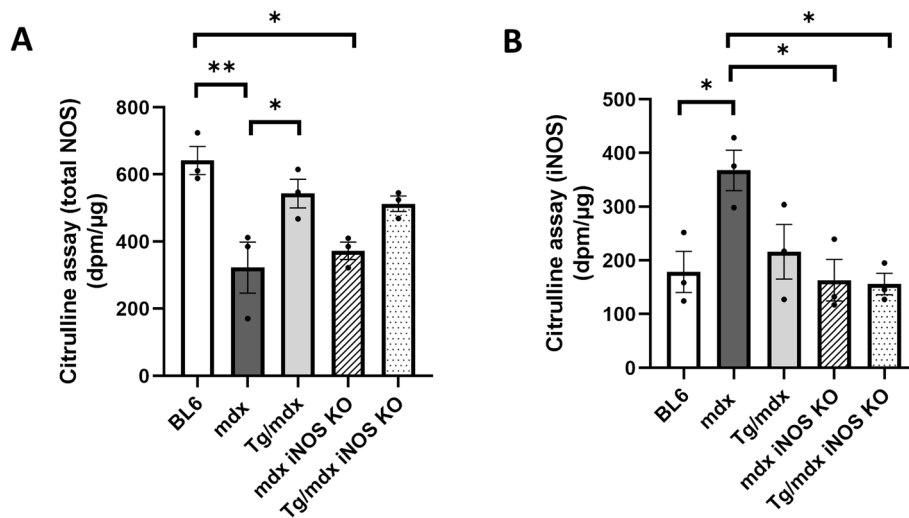 A
*
**
*
Citrulline assay (total NOS)
(dpm/µg)
800
600
400
200
0
BL6
mdx
Tg/mdx
mdx iNOS KO
Tg/mdx iNOS KO
B
*
*
*
Citrulline assay (iNOS)
(dpm/µg)
500
400
300
200
100
0
BL6
mdx
Tg/mdx
mdx iNOS KO
Tg/mdx iNOS KO